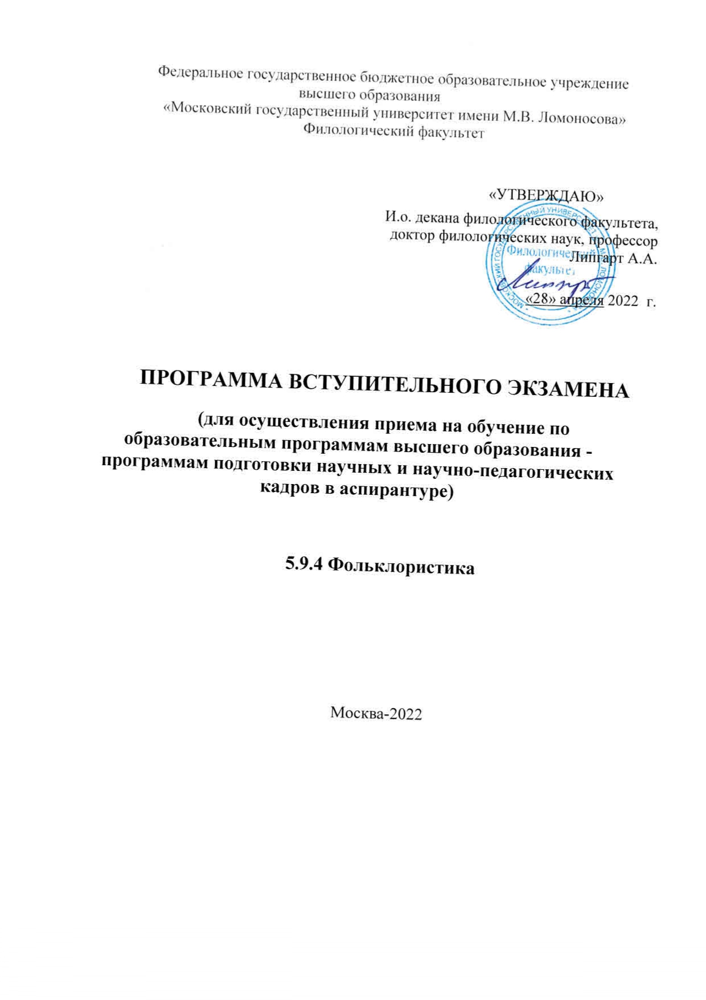 Федеральное государственное бюджетное образовательное учреждение
высшего образования
«Московский государственный университет имени М.В. Ломоносова»
Филологический факультет
«УТВЕРЖДАЮ»
И.о. декана филологического факультета,
доктор филологических наук, профессор
Липгарт А.А.
Филологический
факультет
«28» апреля 2022 г.
ПРОГРАММА ВСТУПИТЕЛЬНОГО ЭКЗАМЕНА
(для осуществления приема на обучение по
образовательным программам высшего образования -
программам подготовки научных и научно-педагогических
кадров в аспирантуре)
5.9.4 Фольклористика
Москва-2022